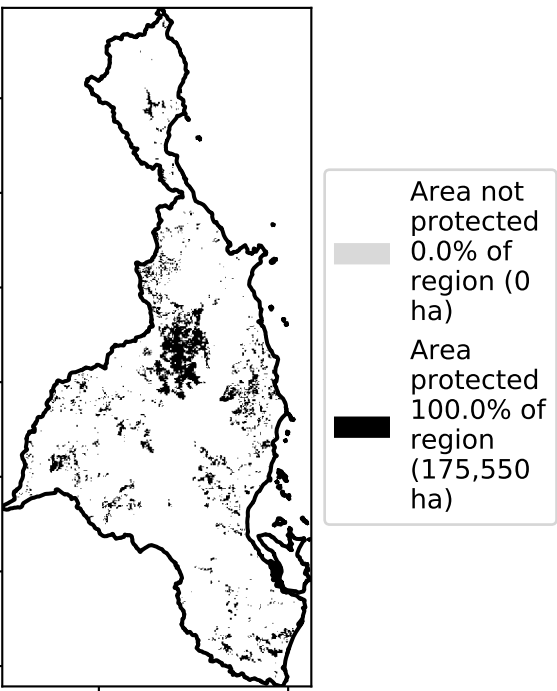 Area not
protected
0.0% of
region (0
ha)
Area
protected
100.0% of
region
(175,550
ha)